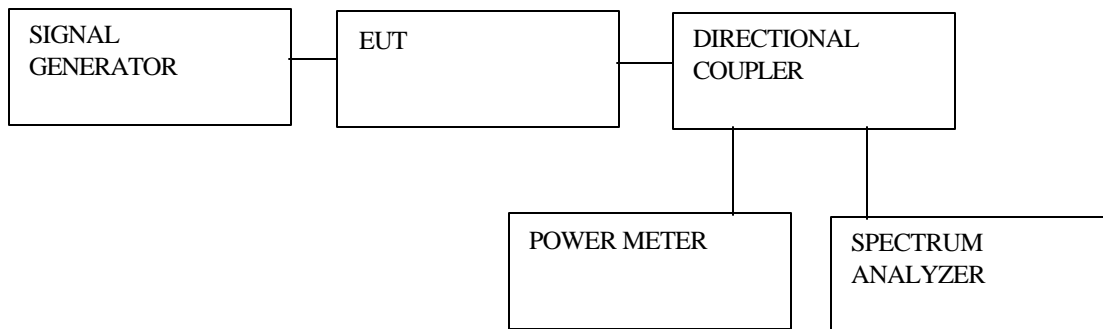 SIGNAL
GENERATOR
EUT
DIRECTIONAL
COUPLER
POWER METER
SPECTRUM
ANALYZER